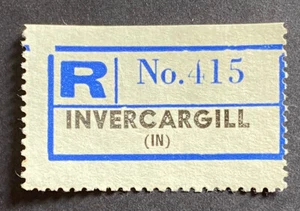 R No.415
INVERCARGILL
(IN)